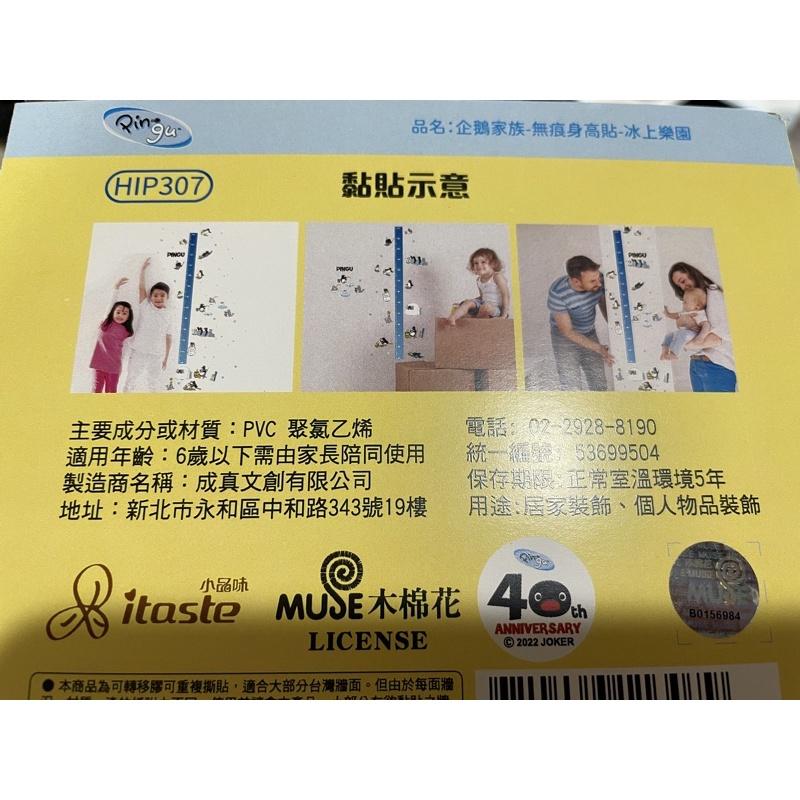 Pingu
品名:企鵝家族-無痕身高貼-冰上樂園
HIP307
黏貼示意
PINGU
PINGU
PINGU
主要成分或材質：PVC 聚氯乙烯
適用年齡：6歲以下需由家長陪同使用
製造商名稱：成真文創有限公司
地址：新北市永和區中和路343號19樓
電話: 02-2928-8190
統一編號: 53699504
保存期限:正常室溫環境5年
用途:居家裝飾、個人物品裝飾
小品味
itaste
MUSE木棉花
LICENSE
Pingu
40th
ANNIVERSARY
© 2022 JOKER
MUSE
B0156984
●本商品為可轉移膠可重複撕貼，適合大部分台灣牆面。但由於每面牆